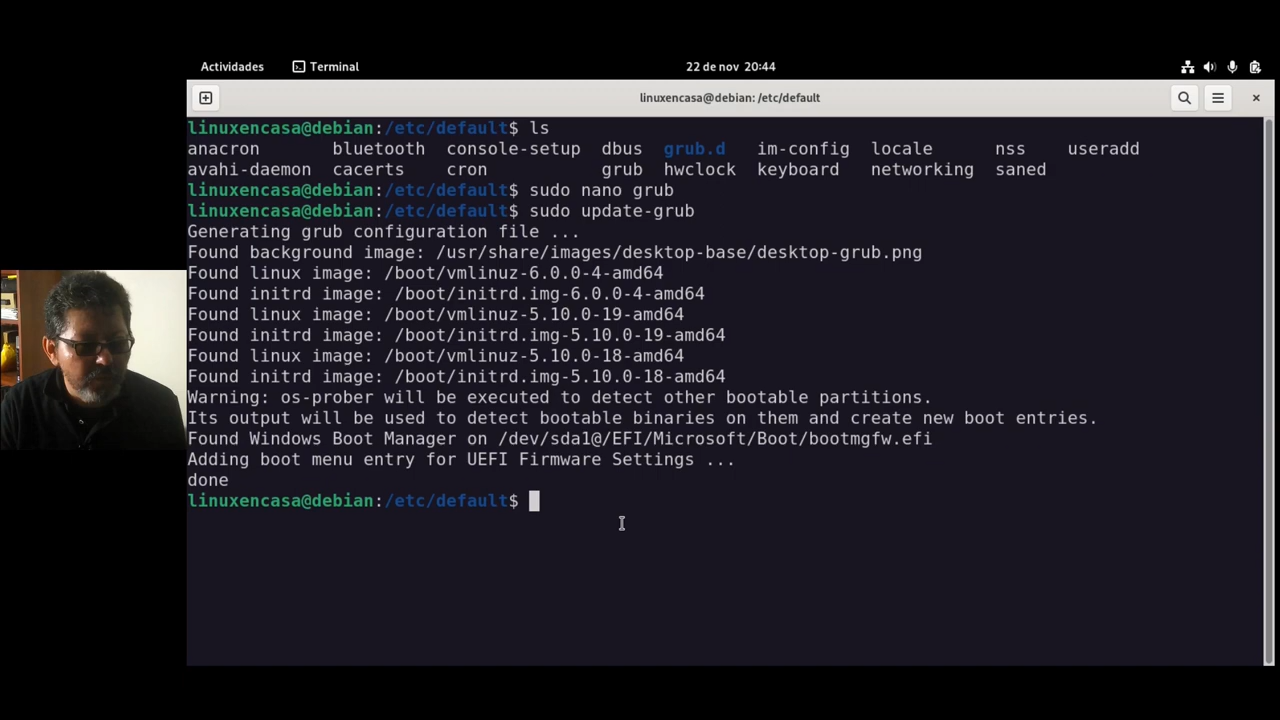 Actividades Terminal 22 de nov 20:44
linuxencasa@debian: /etc/default
linuxencasa@debian:/etc/default$ ls
anacron bluetooth console-setup dbus grub.d im-config locale nss useradd
avahi-daemon cacerts cron grub hwclock keyboard networking saned
linuxencasa@debian:/etc/default$ sudo nano grub
linuxencasa@debian:/etc/default$ sudo update-grub
Generating grub configuration file ...
Found background image: /usr/share/images/desktop-base/desktop-grub.png
Found linux image: /boot/vmlinuz-6.0.0-4-amd64
Found initrd image: /boot/initrd.img-6.0.0-4-amd64
Found linux image: /boot/vmlinuz-5.10.0-19-amd64
Found initrd image: /boot/initrd.img-5.10.0-19-amd64
Found linux image: /boot/vmlinuz-5.10.0-18-amd64
Found initrd image: /boot/initrd.img-5.10.0-18-amd64
Warning: os-prober will be executed to detect other bootable partitions.
Its output will be used to detect bootable binaries on them and create new boot entries.
Found Windows Boot Manager on /dev/sda1@/EFI/Microsoft/Boot/bootmgfw.efi
Adding boot menu entry for UEFI Firmware Settings ...
done
linuxencasa@debian:/etc/default$